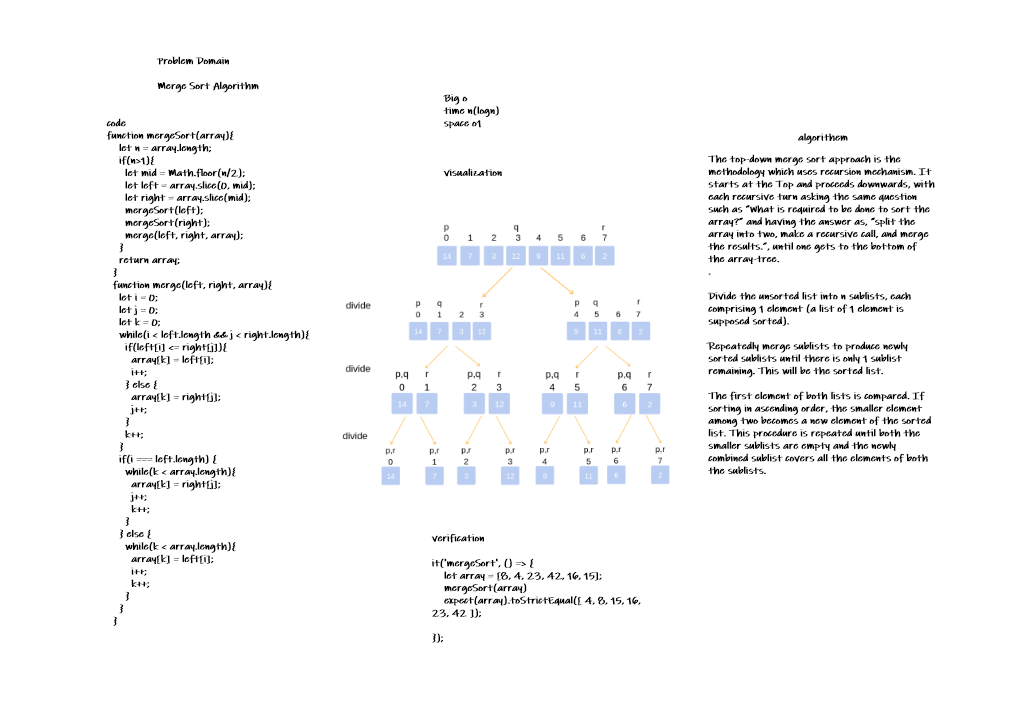 Problem Domain
Merge Sort Algorithm
code
function mergeSort(array){
let n = array.length;
if(n>1){
let mid = Math.floor(n/2);
let left = array.slice(0, mid);
let right = array.slice(mid);
mergeSort(left);
mergeSort(right);
merge(left, right, array);
}
return array;
}
function merge(left, right, array){
let i = 0;
let j = 0;
let k = 0;
while(i < left.length && j < right.length){
if(left[i] <= right[j]){
array[k] = left[i];
i++;
} else {
array[k] = right[j];
j++;
}
k++;
}
if(i === left.length) {
while(k < array.length){
array[k] = right[j];
j++;
k++;
}
} else {
while(k < array.length){
array[k] = left[i];
i++;
k++;
}
}
}
Big o
time n(logn)
space o1
visualization
p q r
0 1 2 3 4 5 6 7
14 7 3 12 9 11 6 2
divide
p q r
0 1 2 3
14 7 3 12
p q r
4 5 6 7
9 11 6 2
divide
p,q r
0 1
14 7
p,q r
2 3
3 12
p,q r
4 5
9 11
p,q r
6 7
6 2
divide
p,r p,r p,r p,r p,r p,r p,r p,r
0 1 2 3 4 5 6 7
14 7 3 12 9 11 6 2
verification
it('mergeSort', () => {
let array = [8, 4, 23, 42, 16, 15];
mergeSort(array)
expect(array).toStrictEqual([ 4, 8, 15, 16,
23, 42 ]);
});
algorithem
The top-down merge sort approach is the
methodology which uses recursion mechanism. It
starts at the Top and proceeds downwards, with
each recursive turn asking the same question
such as "What is required to be done to sort the
array?" and having the answer as, "split the
array into two, make a recursive call, and merge
the results.", until one gets to the bottom of
the array-tree.
.
Divide the unsorted list into n sublists, each
comprising 1 element (a list of 1 element is
supposed sorted).
Repeatedly merge sublists to produce newly
sorted sublists until there is only 1 sublist
remaining. This will be the sorted list.
The first element of both lists is compared. If
sorting in ascending order, the smaller element
among two becomes a new element of the sorted
list. This procedure is repeated until both the
smaller sublists are empty and the newly
combined sublist covers all the elements of both
the sublists.